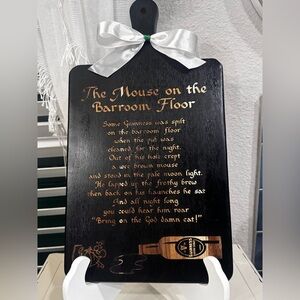 The Mouse on the
Barroom Floor
Some Guinness was spilt
on the barroom floor
when the pub was
closed for the night.
Out of his hole crept
a wee brown mouse
and stood in the pale moon light.
He lapped up the frothy brew
then back on his haunches he sat
And all night long
you could hear him roar
"Bring on the God damn cat!"
GUINNESS